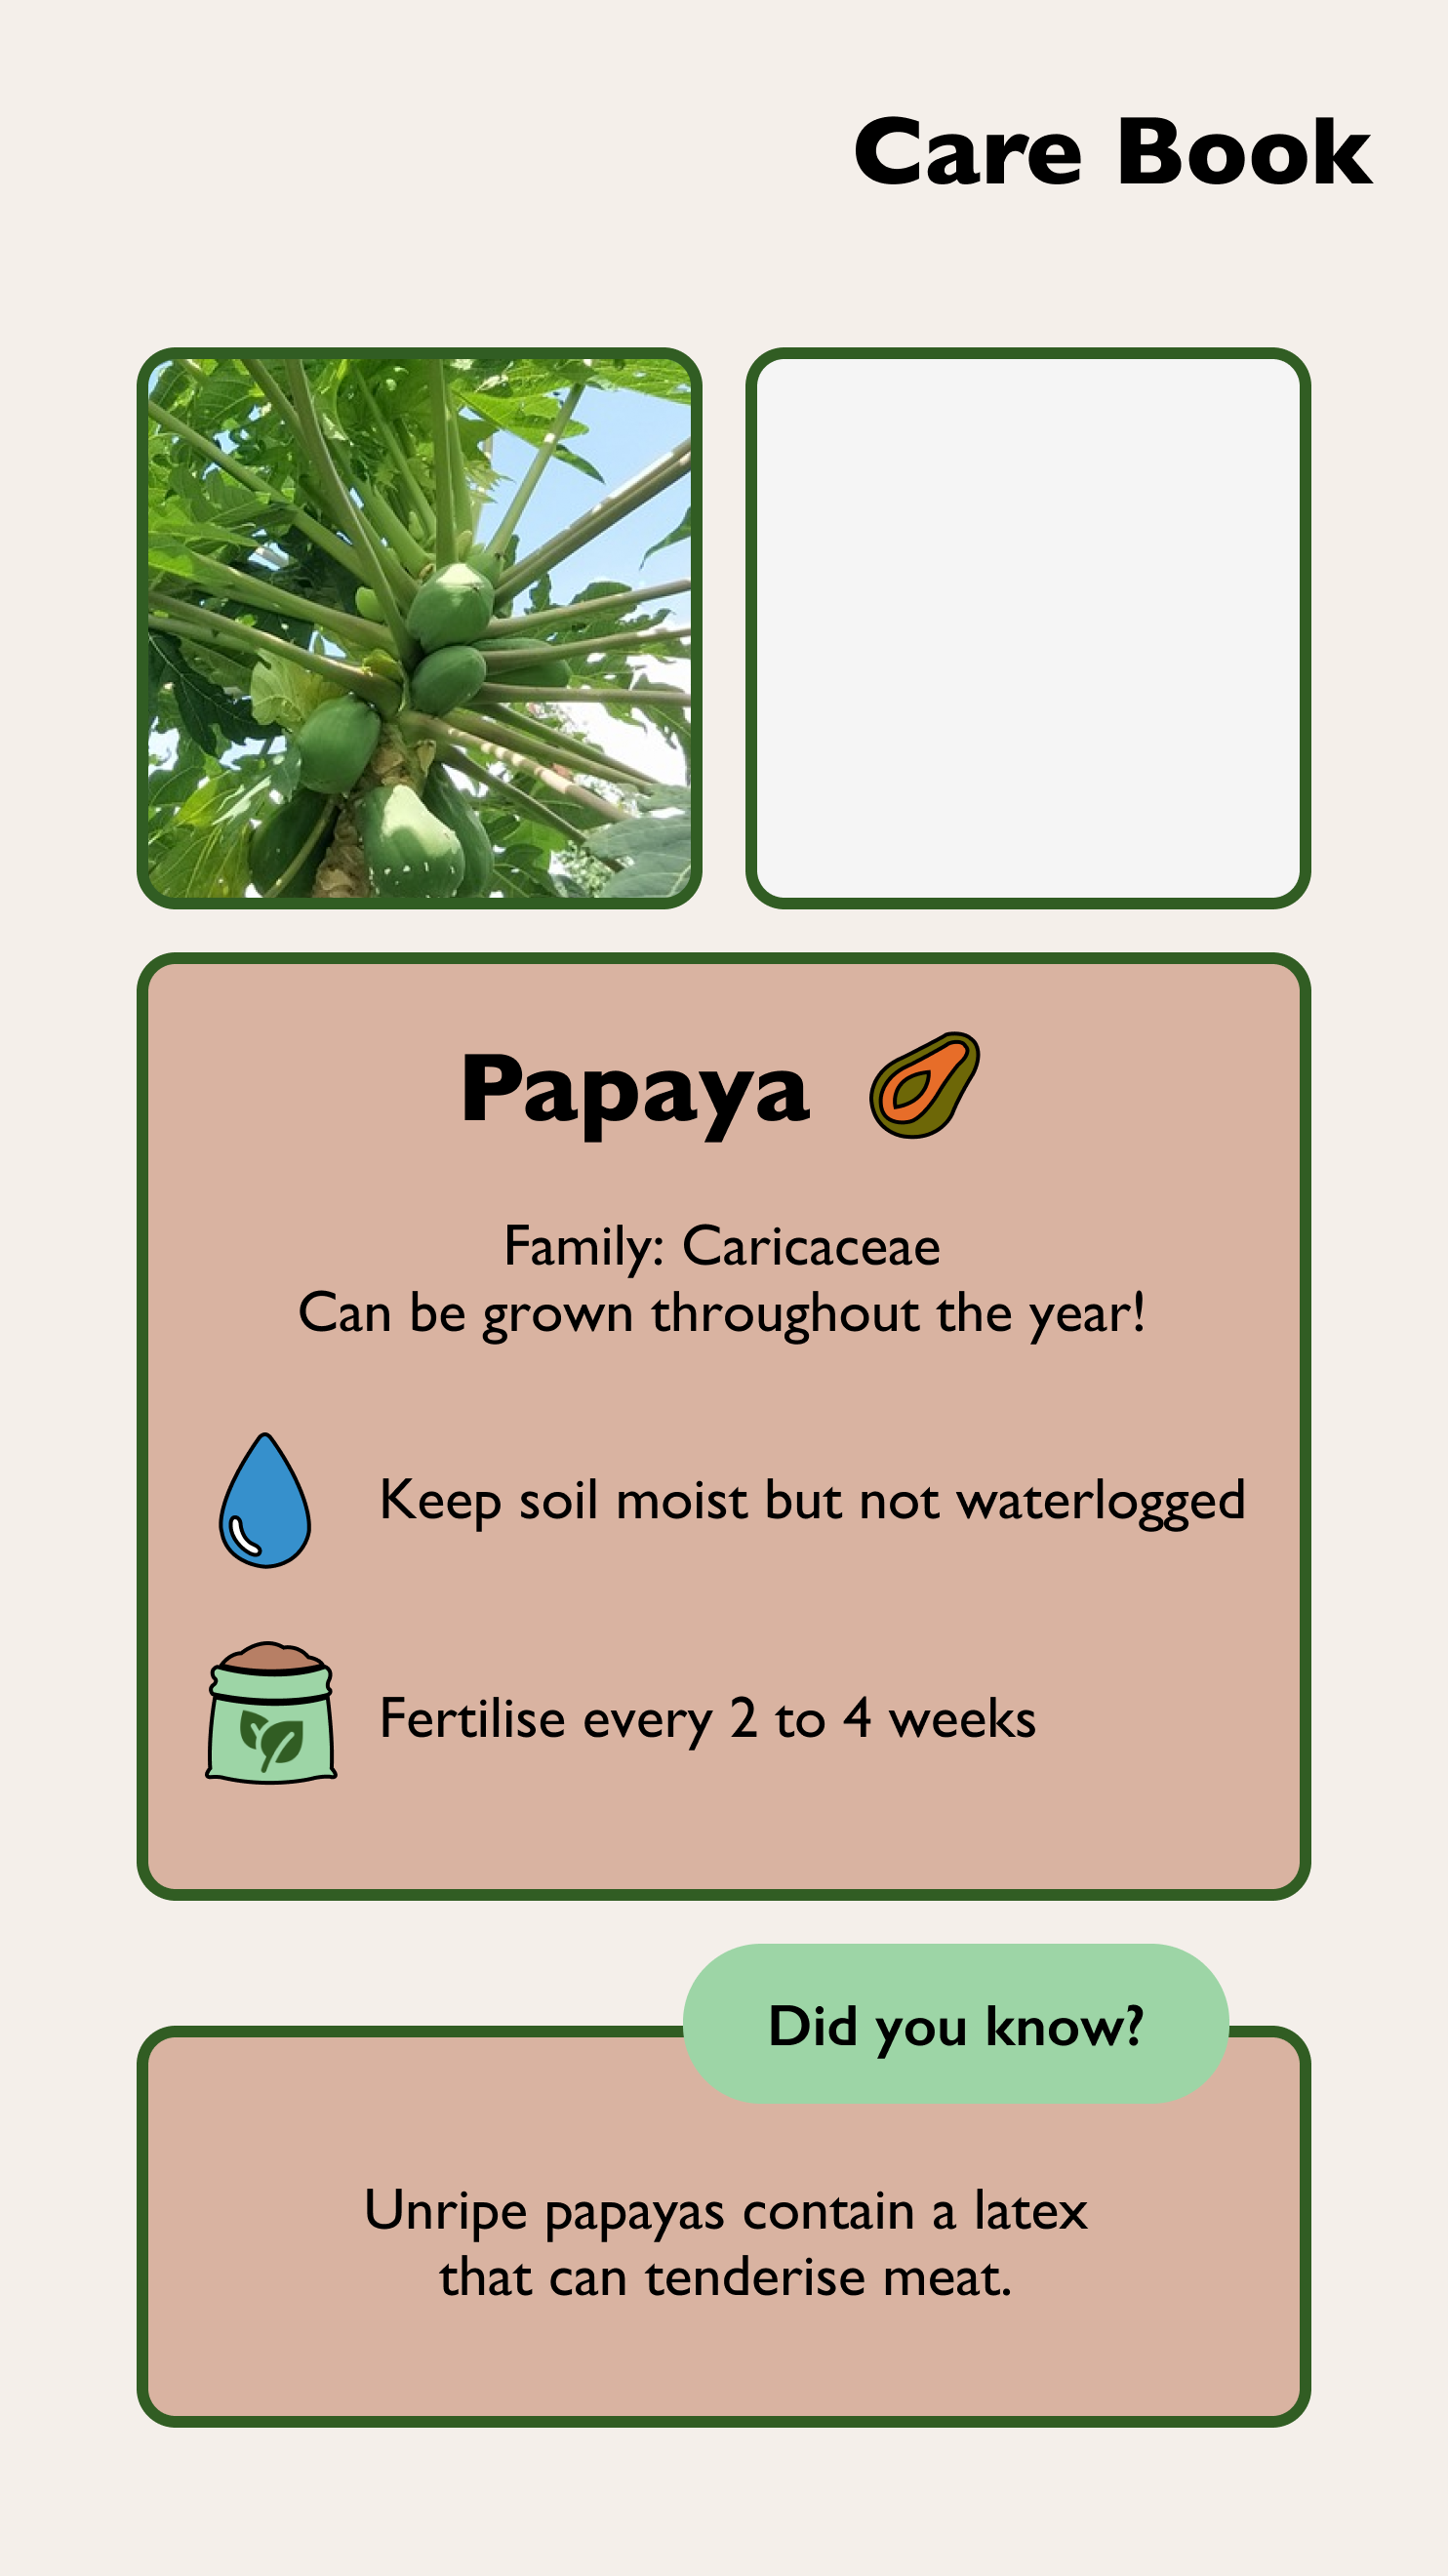 Care Book
Papaya
Family: Caricaceae
Can be grown throughout the year!
Keep soil moist but not waterlogged
Fertilise every 2 to 4 weeks
Did you know?
Unripe papayas contain a latex
that can tenderise meat.